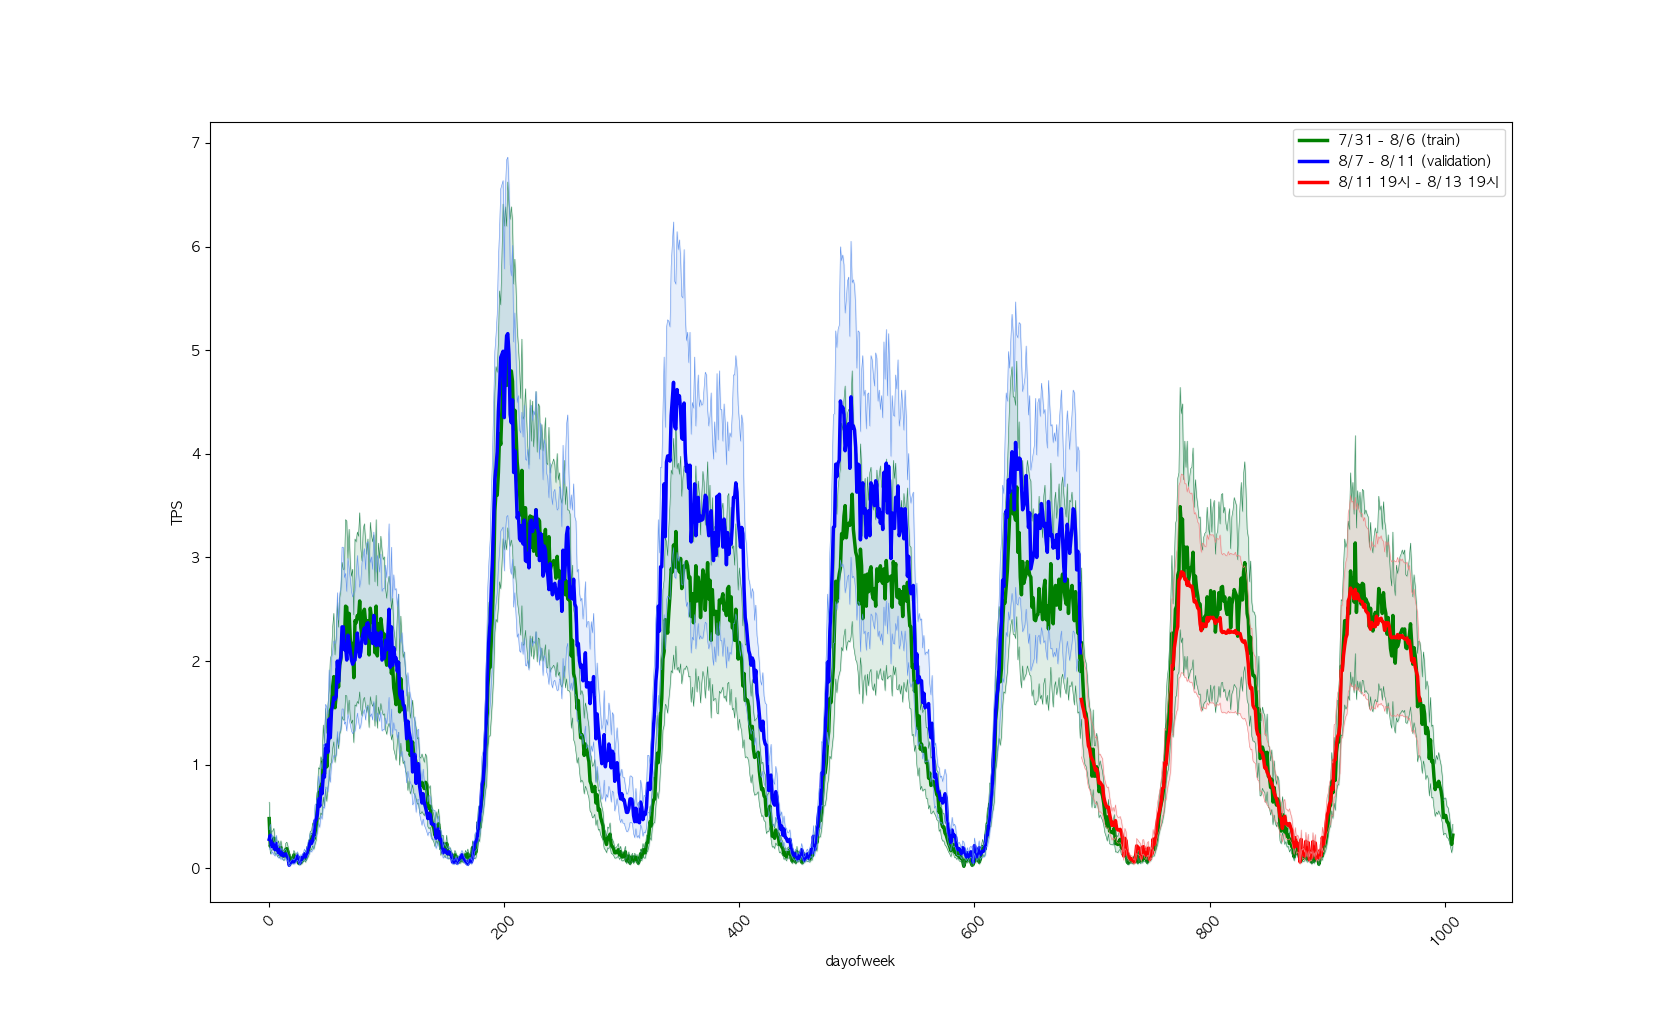 7/31 - 8/6 (train)
8/7 - 8/11 (validation)
8/11 19시 - 8/13 19시
7
6
5
4
3
2
1
0
TPS
0
200
400
600
800
1000
dayofweek